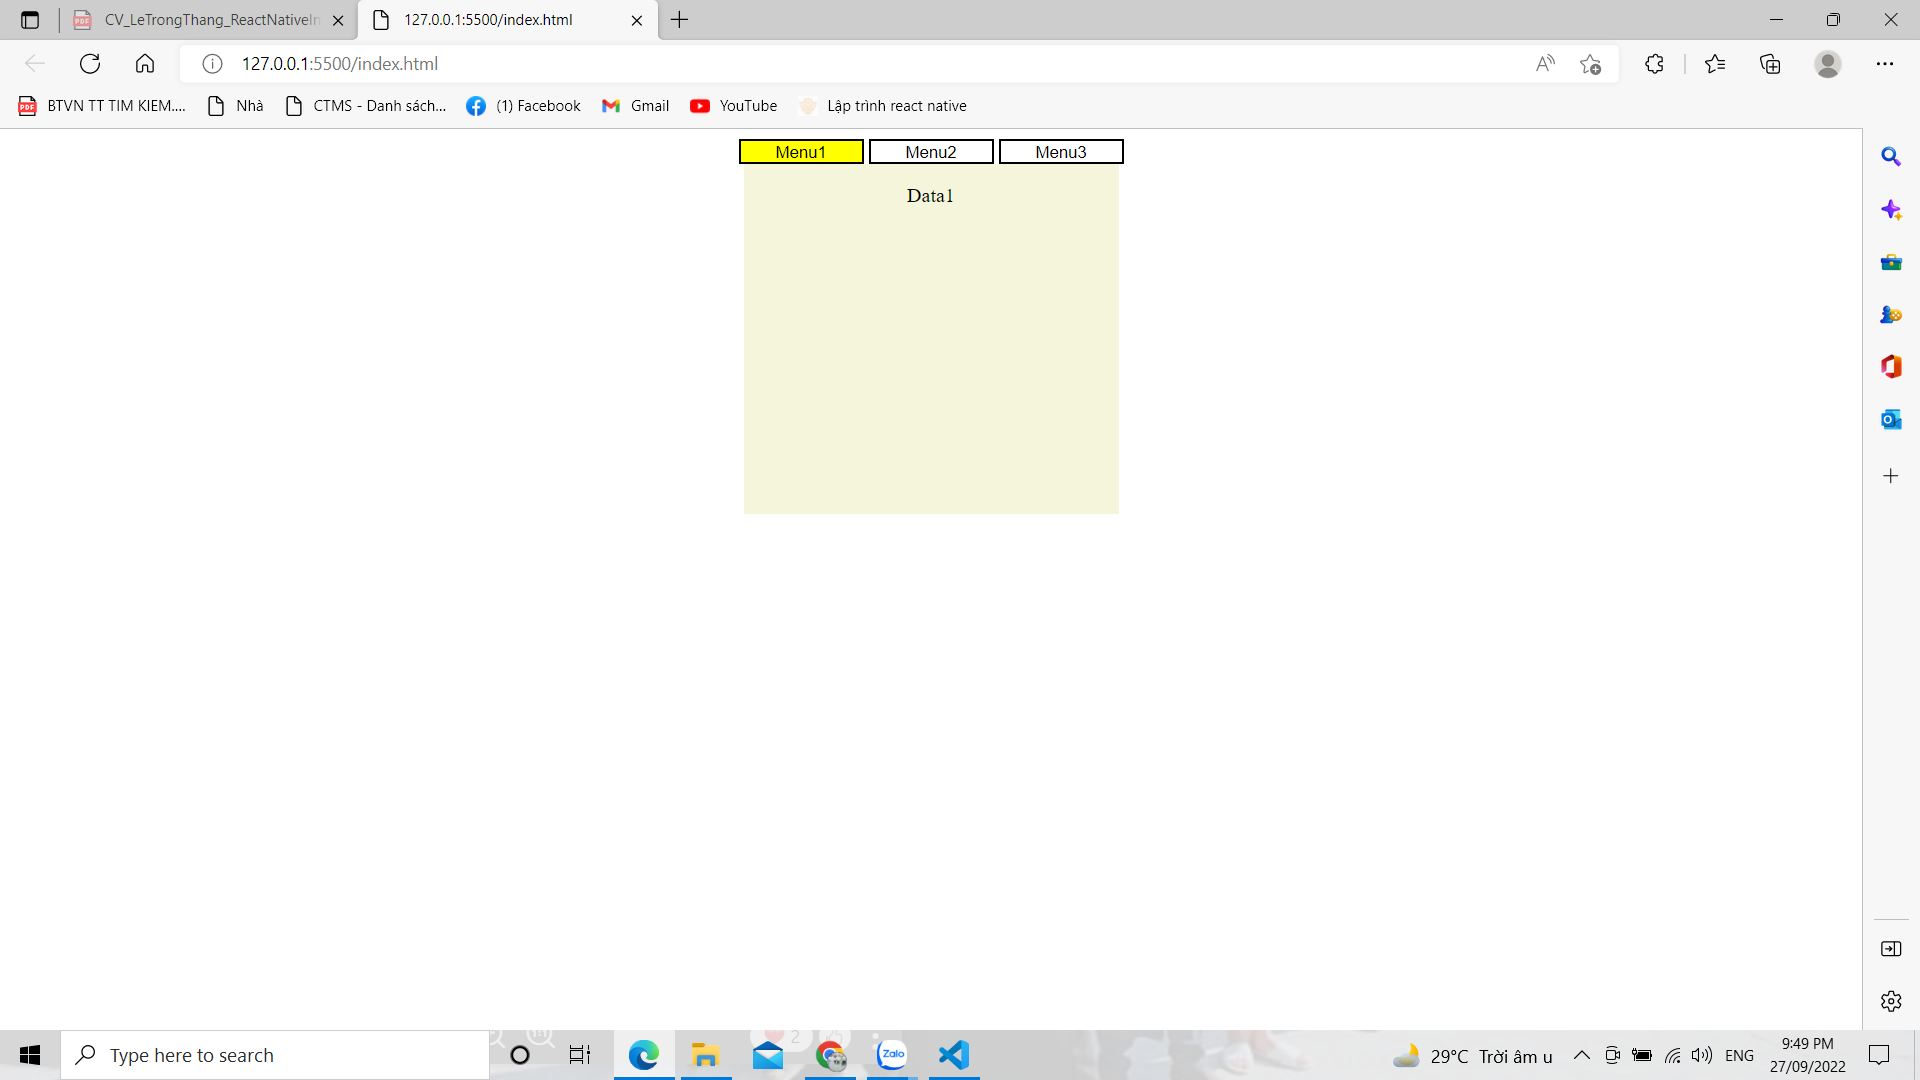 CV_LeTrongThang_ReactNativeIn
127.0.0.1:5500/index.html
127.0.0.1:5500/index.html
BTVN TT TIM KIEM....
Nhà
CTMS - Danh sách...
(1) Facebook
Gmail
YouTube
Lập trình react native
Menu1
Menu2
Menu3
Data1
Type here to search
2
Zalo
29°C Trời âm u
ENG
9:49 PM
27/09/2022